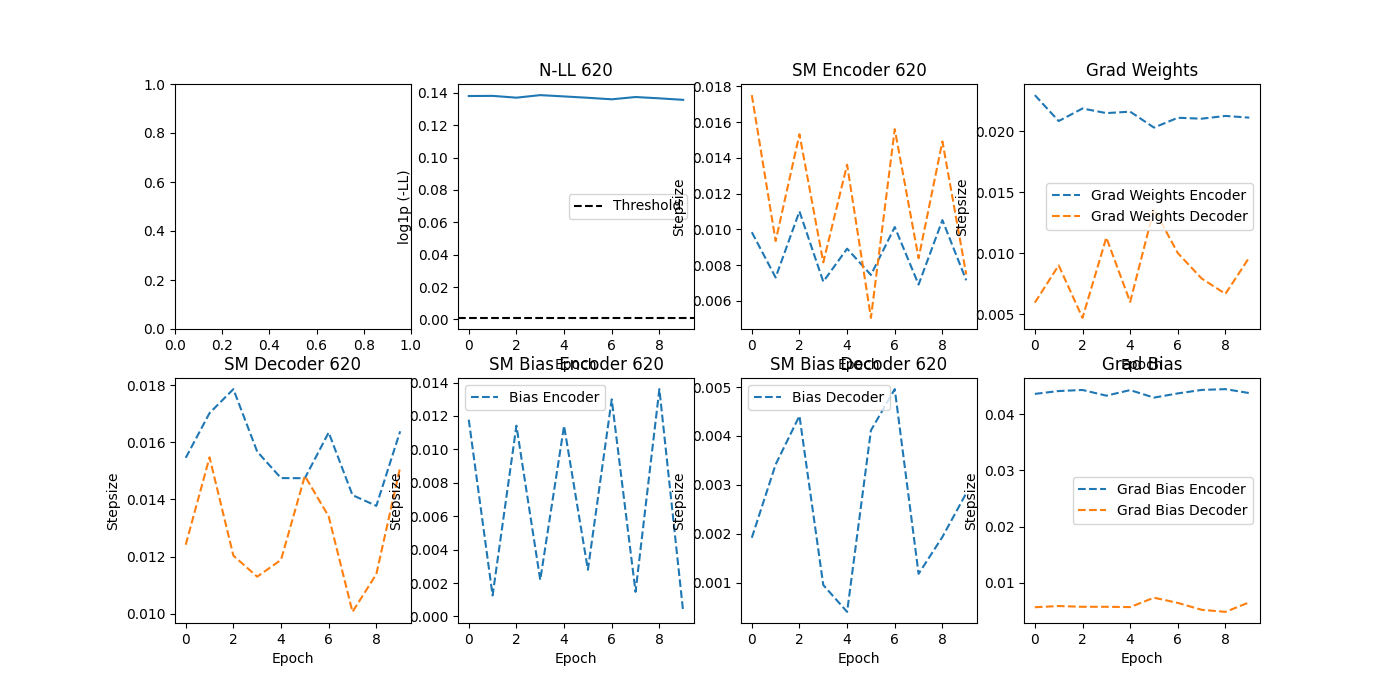 N-LL 620
SM Encoder 620
Grad Weights
1.0
0.8
0.6
0.4
0.2
0.0
0.0 0.2 0.4 0.6 0.8 1.0
log1p (-LL)
0.14
0.12
0.10
0.08
0.06
0.04
0.02
0.00
Threshold
0 2 4 6 8
Epoch
Stepsize
0.018
0.016
0.014
0.012
0.010
0.008
0.006
0 2 4 6 8
Epoch
Stepsize
0.020
0.015
0.010
0.005
Grad Weights Encoder
Grad Weights Decoder
0 2 4 6 8
Epoch
SM Decoder 620
SM Bias Encoder 620
SM Bias Decoder 620
Grad Bias
Stepsize
0.018
0.016
0.014
0.012
0.010
0 2 4 6 8
Epoch
Stepsize
0.014
0.012
0.010
0.008
0.006
0.004
0.002
0.000
Bias Encoder
0 2 4 6 8
Epoch
Stepsize
0.005
0.004
0.003
0.002
0.001
Bias Decoder
0 2 4 6 8
Epoch
Stepsize
0.04
0.03
0.02
0.01
Grad Bias Encoder
Grad Bias Decoder
0 2 4 6 8
Epoch